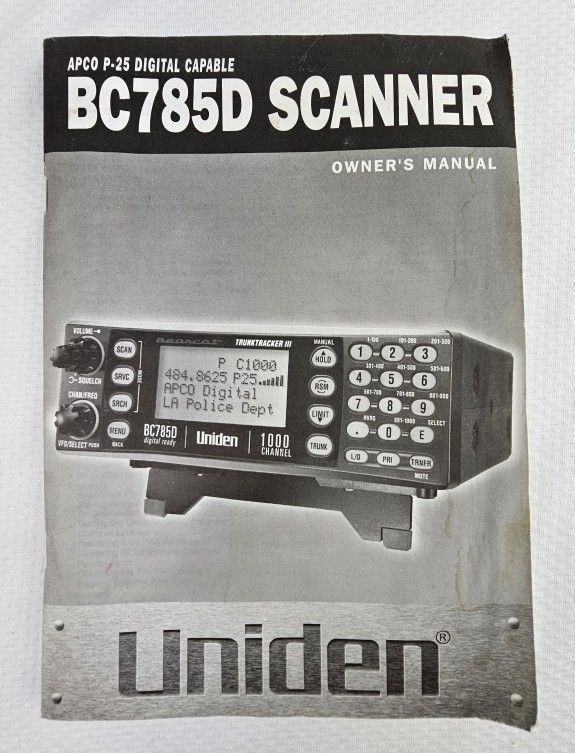 APCO P-25 DIGITAL CAPABLE
BC785D SCANNER
OWNER'S MANUAL
Bearcat TRUNKTRACKER III
VOLUME
SQUELCH
CHAN/FREQ
VFO/SELECT PUSH
SCAN
SRVC
SRCH
MENU
BACK
P C1000
484.8625 P25
APCO Digital
LA Police Dept
BC785D
digital ready
Uniden
1000
CHANNEL
MANUAL
HOLD
RSM
LIMIT
TRUNK
1-100 101-200 201-300
1 2 3
301-400 401-500 501-600
4 5 6
601-700 701-800 801-900
7 8 9
901-1000 SELECT
. 0 E
L/O PRI TRNFR
MUTE
Uniden®